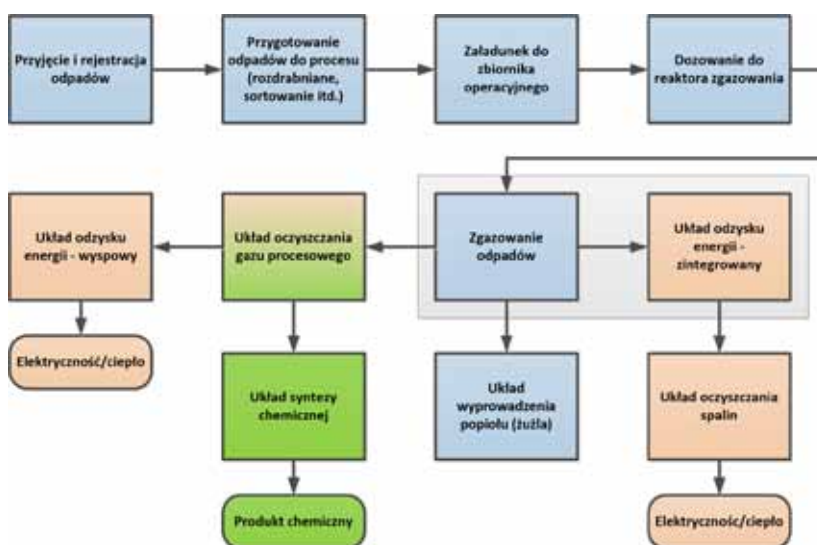 Przyjęcie i rejestracja
odpadów
Przygotowanie
odpadów do procesu
(rozdrabniane,
sortowanie itd.)
Załadunek do
zbiornika
operacyjnego
Dozowanie do
reaktora zgazowania
Układ odzysku
energii - wyspowy
Układ oczyszczania
gazu procesowego
Zgazowanie
odpadów
Układ odzysku
energii -
zintegrowany
Elektryczność/ciepło
Układ syntezy
chemicznej
Układ
wyprowadzenia
popiołu (żużla)
Układ oczyszczania
spalin
Produkt chemiczny
Elektryczność/ciepło